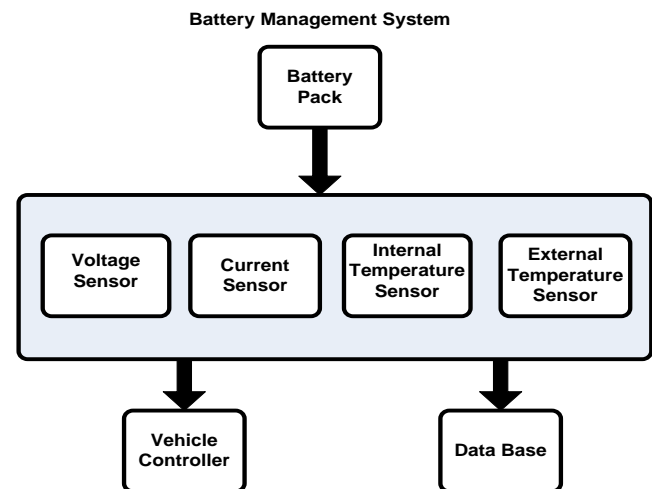 Battery Management System
Battery
Pack
Voltage
Sensor
Current
Sensor
Internal
Temperature
Sensor
External
Temperature
Sensor
Vehicle
Controller
Data Base